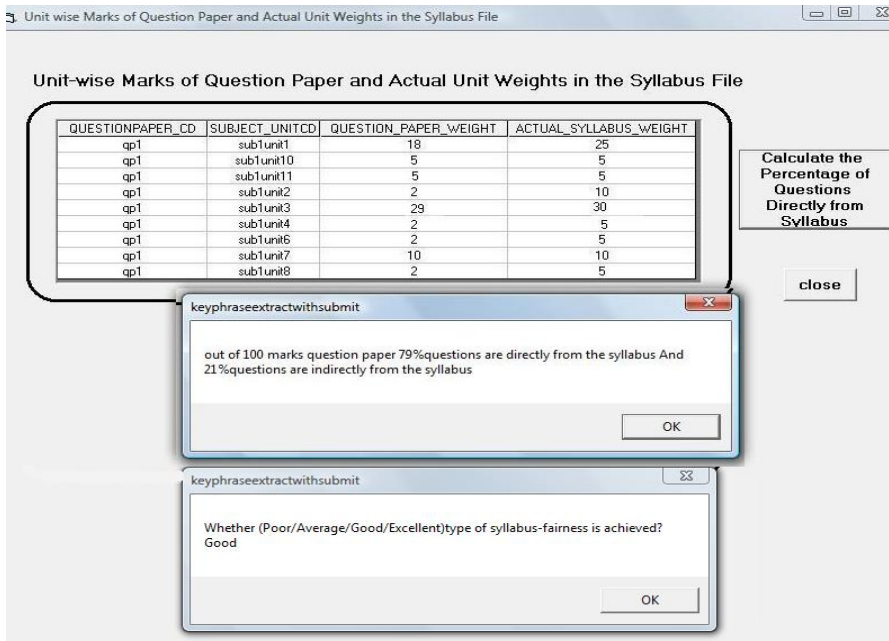 Unit wise Marks of Question Paper and Actual Unit Weights in the Syllabus File
Unit-wise Marks of Question Paper and Actual Unit Weights in the Syllabus File
QUESTIONPAPER_CD SUBJECT_UNITCD QUESTION_PAPER_WEIGHT ACTUAL_SYLLABUS_WEIGHT
qp1 sub1unit1 18 25
qp1 sub1unit10 5 5
qp1 sub1unit11 5 5
qp1 sub1unit2 2 10
qp1 sub1unit3 29 30
qp1 sub1unit4 2 5
qp1 sub1unit6 2 5
qp1 sub1unit7 10 10
qp1 sub1unit8 2 5
Calculate the
Percentage of
Questions
Directly from
Syllabus
close
keyphraseextractwithsubmit
out of 100 marks question paper 79%questions are directly from the syllabus And
21%questions are indirectly from the syllabus
OK
keyphraseextractwithsubmit
Whether (Poor/Average/Good/Excellent)type of syllabus-fairness is achieved?
Good
OK